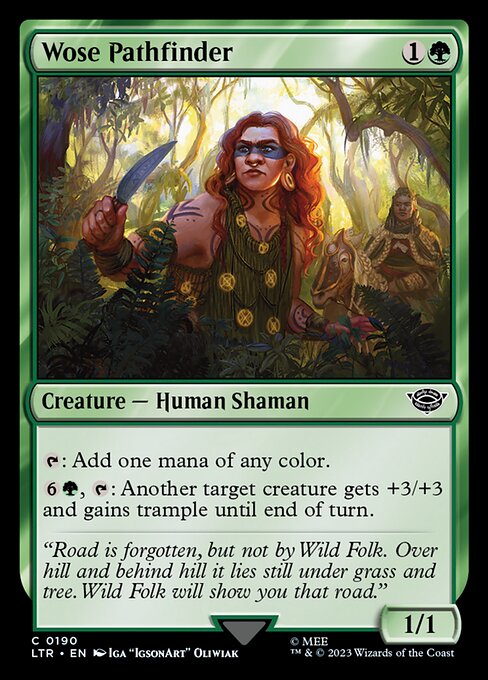 Wose Pathfinder 1
Creature — Human Shaman
: Add one mana of any color.
6, : Another target creature gets +3/+3
and gains trample until end of turn.
“Road is forgotten, but not by Wild Folk. Over
hill and behind hill it lies still under grass and
tree. Wild Folk will show you that road.”
1/1
C 0190
LTR • EN Iga "IgsonArt" Oliwiak
© MEE
™ & © 2023 Wizards of the Coast